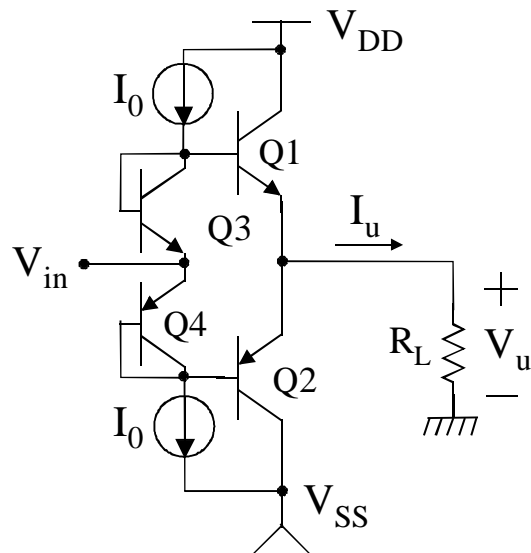 V_DD
I_0
Q1
Q3
I_u
V_in
Q4
R_L
V_u
Q2
I_0
V_SS